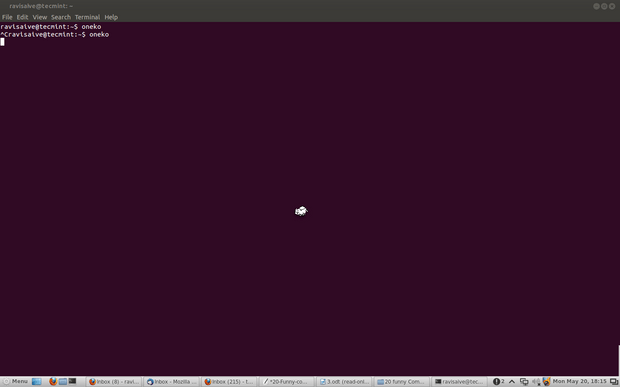 ravisaive@tecmint: ~
File Edit View Search Terminal Help
ravisaive@tecmint:~$ oneko
^Cravisaive@tecmint:~$ oneko
Menu Inbox (8) - ravi... Inbox - Mozilla ... Inbox (215) - t... *20-Funny-co... 3.odt (read-onl... 20 funny Com... ravisaive@tec... 2 Mon May 20, 18:15